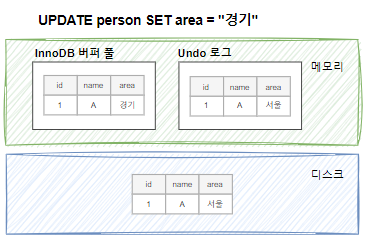 UPDATE person SET area = "경기"
InnoDB 버퍼 풀
Undo 로그
메모리
id name area
1 A 경기
id name area
1 A 서울
디스크
id name area
1 A 서울